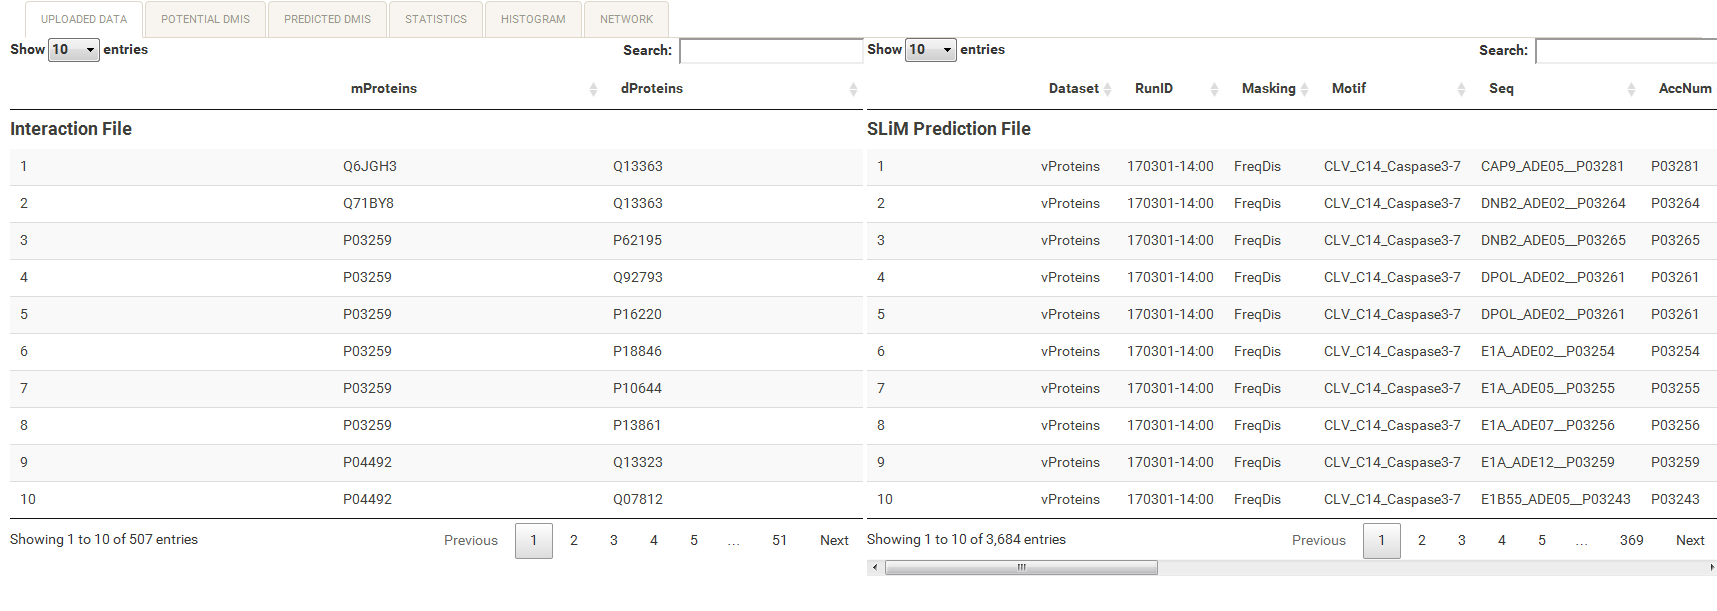 UPLOADED DATA POTENTIAL DMIS PREDICTED DMIS STATISTICS HISTOGRAM NETWORK
Show 10 entries Search:
mProteins dProteins
Interaction File
1 Q6JGH3 Q13363
2 Q71BY8 Q13363
3 P03259 P62195
4 P03259 Q92793
5 P03259 P16220
6 P03259 P18846
7 P03259 P10644
8 P03259 P13861
9 P04492 Q13323
10 P04492 Q07812
Showing 1 to 10 of 507 entries Previous 1 2 3 4 5 ... 51 Next
Show 10 entries Search:
Dataset RunID Masking Motif Seq AccNum
SLiM Prediction File
1 vProteins 170301-14:00 FreqDis CLV_C14_Caspase3-7 CAP9_ADE05__P03281 P03281
2 vProteins 170301-14:00 FreqDis CLV_C14_Caspase3-7 DNB2_ADE02__P03264 P03264
3 vProteins 170301-14:00 FreqDis CLV_C14_Caspase3-7 DNB2_ADE05__P03265 P03265
4 vProteins 170301-14:00 FreqDis CLV_C14_Caspase3-7 DPOL_ADE02__P03261 P03261
5 vProteins 170301-14:00 FreqDis CLV_C14_Caspase3-7 DPOL_ADE02__P03261 P03261
6 vProteins 170301-14:00 FreqDis CLV_C14_Caspase3-7 E1A_ADE02__P03254 P03254
7 vProteins 170301-14:00 FreqDis CLV_C14_Caspase3-7 E1A_ADE05__P03255 P03255
8 vProteins 170301-14:00 FreqDis CLV_C14_Caspase3-7 E1A_ADE07__P03256 P03256
9 vProteins 170301-14:00 FreqDis CLV_C14_Caspase3-7 E1A_ADE12__P03259 P03259
10 vProteins 170301-14:00 FreqDis CLV_C14_Caspase3-7 E1B55_ADE05__P03243 P03243
Showing 1 to 10 of 3,684 entries Previous 1 2 3 4 5 ... 369 Next